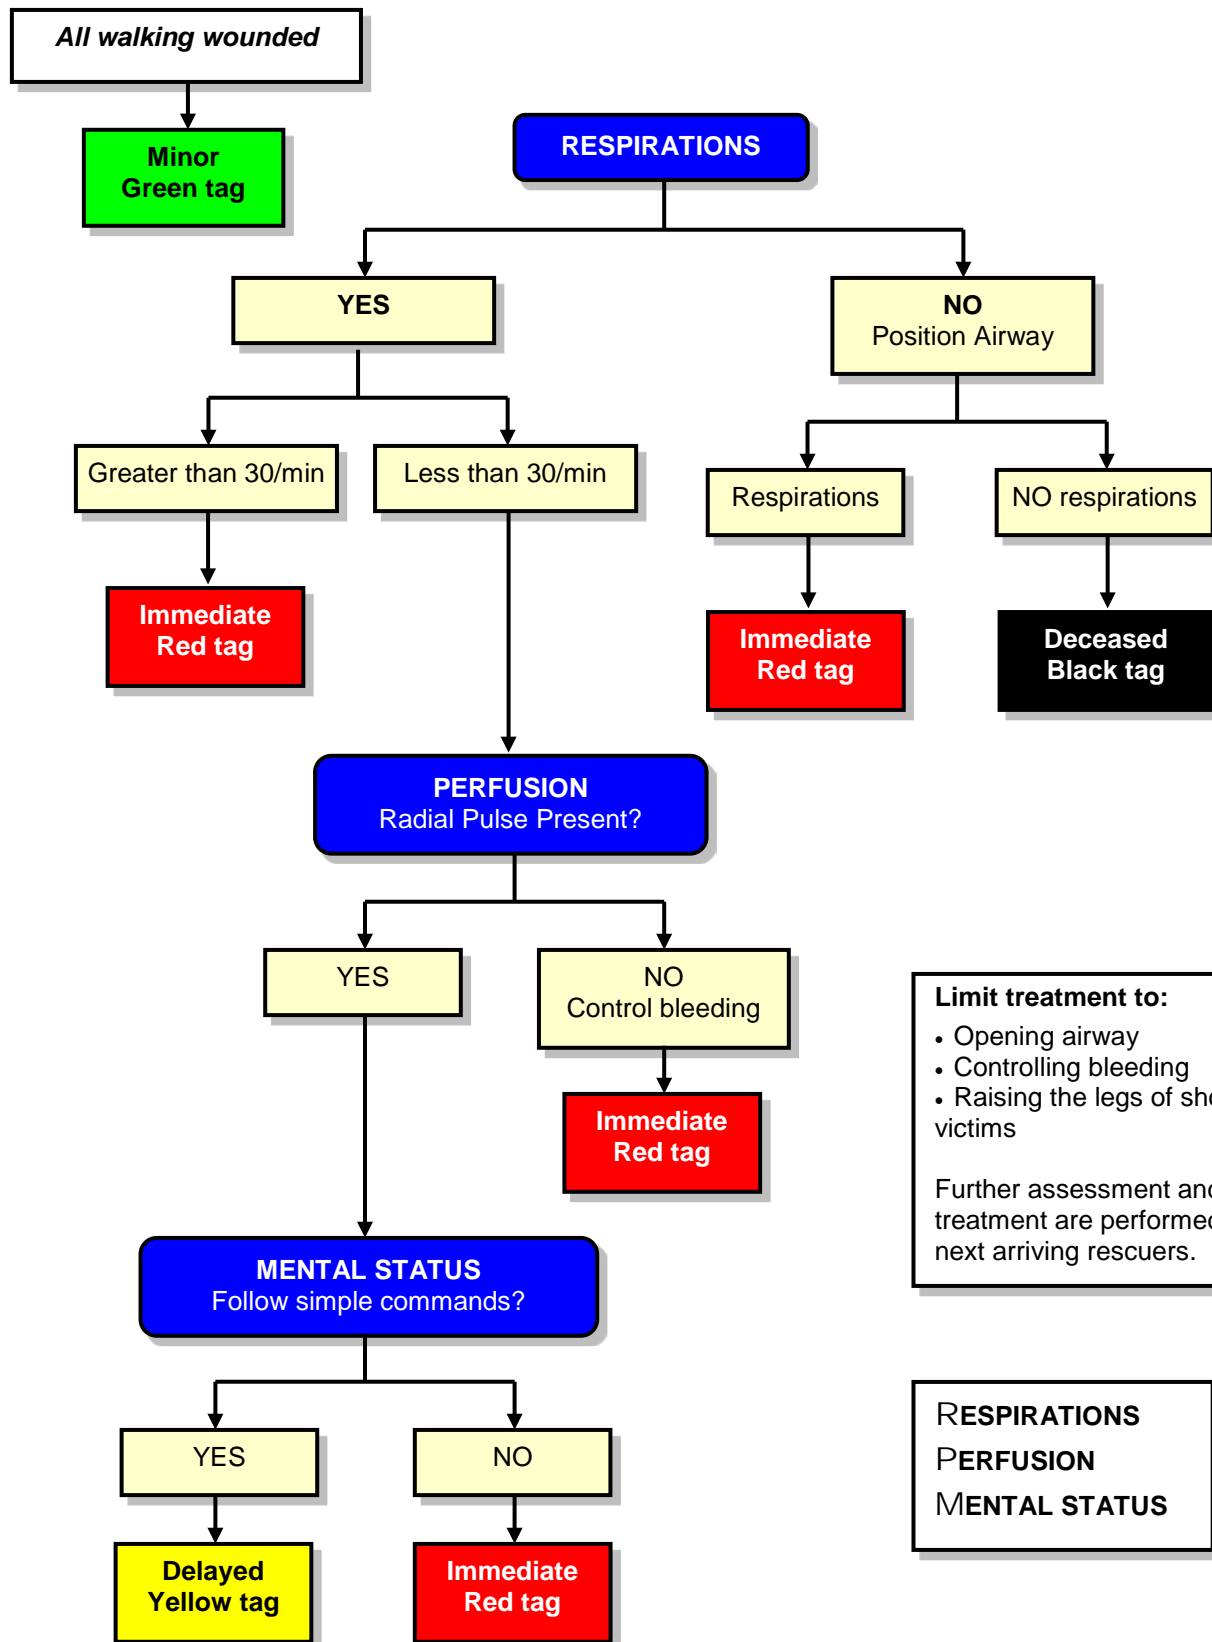 All walking wounded
Minor
Green tag
RESPIRATIONS
YES
NO
Position Airway
Greater than 30/min
Less than 30/min
Respirations
NO respirations
Immediate
Red tag
Immediate
Red tag
Deceased
Black tag
PERFUSION
Radial Pulse Present?
YES
NO
Control bleeding
Immediate
Red tag
Limit treatment to:
• Opening airway
• Controlling bleeding
• Raising the legs of
victims
Further assessment
treatment are performed
next arriving rescuers.
MENTAL STATUS
Follow simple commands?
YES
NO
Delayed
Yellow tag
Immediate
Red tag
RESPIRATIONS
PERFUSION
MENTAL STATUS